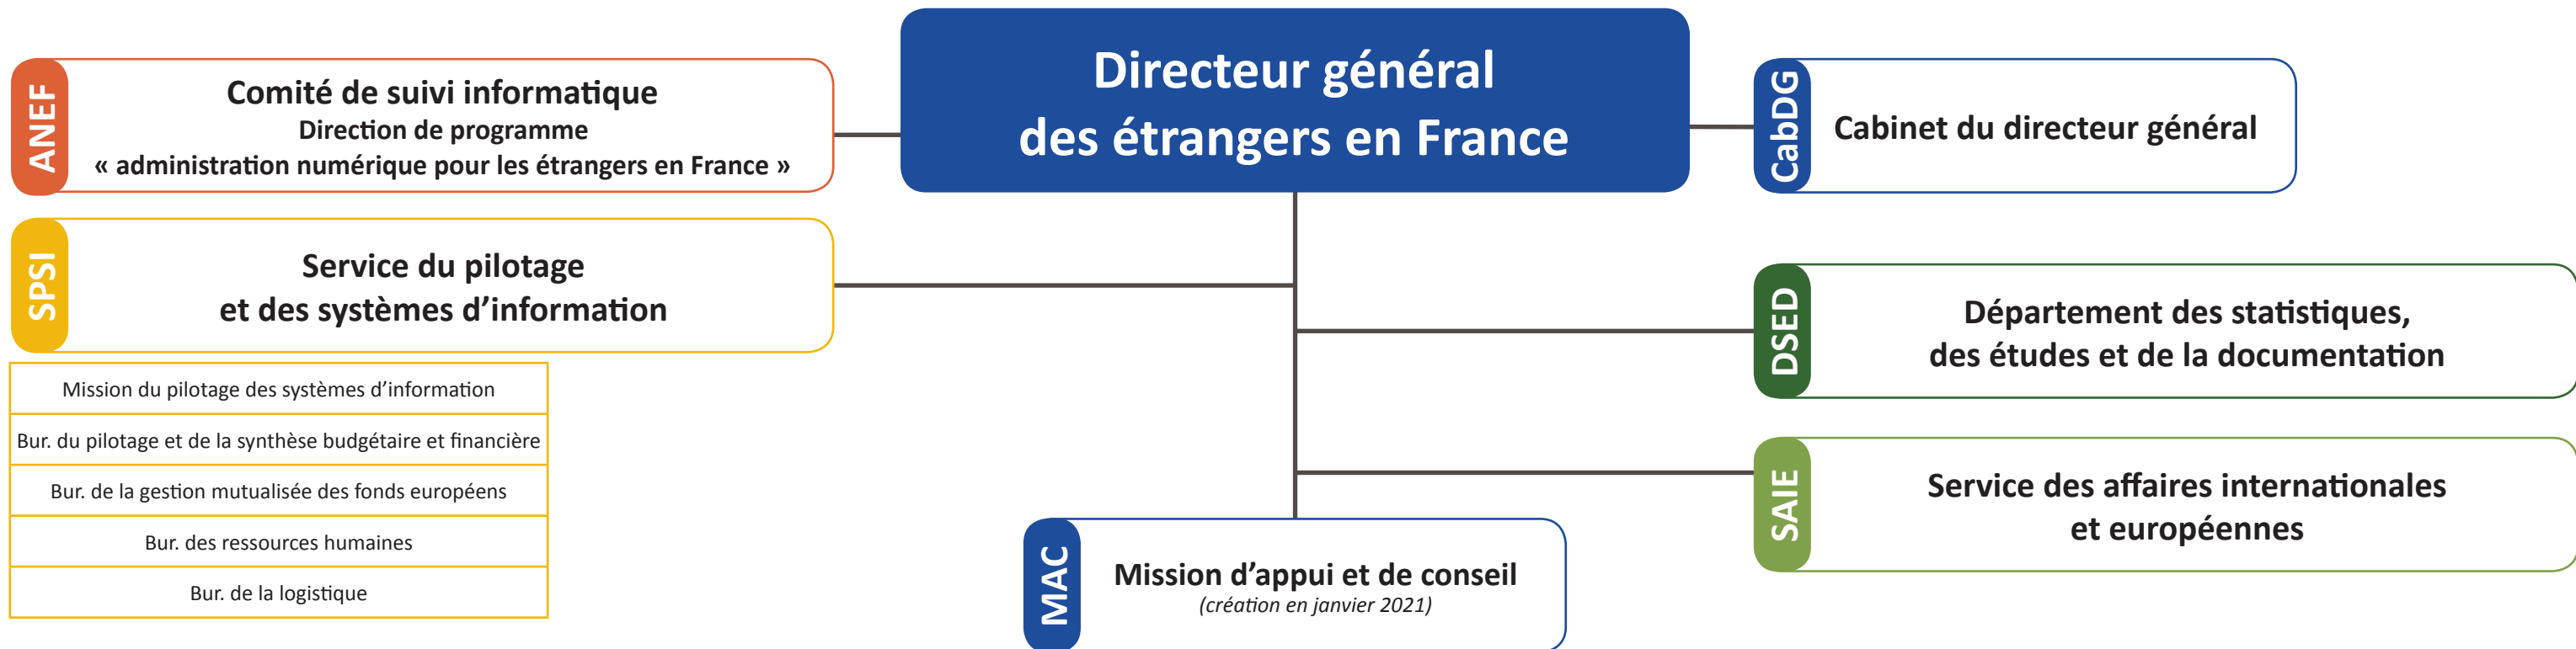 Directeur général
des étrangers en France
ANEF
Comité de suivi informatique
Direction de programme
« administration numérique pour les étrangers en France »
CabDG
Cabinet du directeur général
SPSI
Service du pilotage
et des systèmes d’information
Mission du pilotage des systèmes d’information
Bur. du pilotage et de la synthèse budgétaire et financière
Bur. de la gestion mutualisée des fonds européens
Bur. des ressources humaines
Bur. de la logistique
DSED
Département des statistiques,
des études et de la documentation
SAIE
Service des affaires internationales
et européennes
MAC
Mission d’appui et de conseil
(création en janvier 2021)